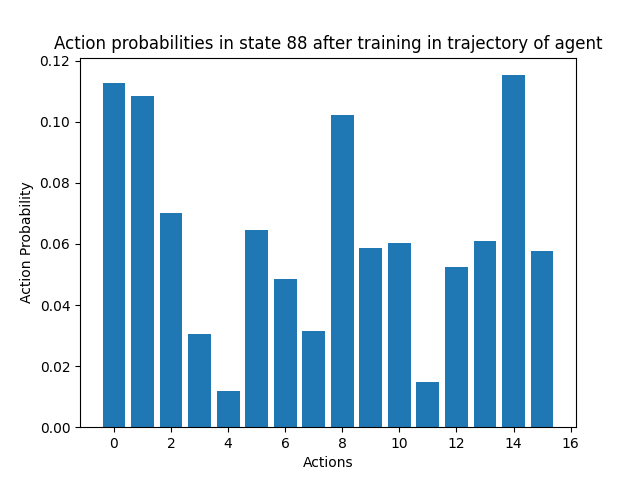 Action probabilities in state 88 after training in trajectory of agent
0.12
0.10
0.08
0.06
0.04
0.02
0.00
Action Probability
0 2 4 6 8 10 12 14 16
Actions